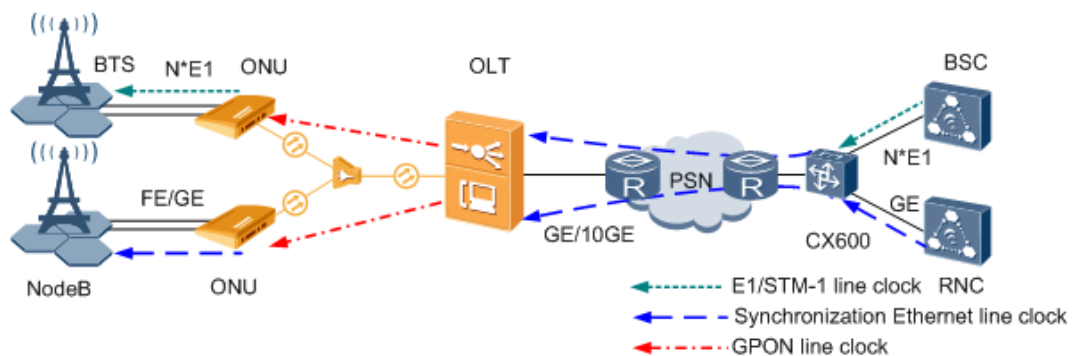 BTS
N*E1
ONU
OLT
BSC
N*E1
R
PSN
R
FE/GE
GE
GE/10GE
CX600
NodeB
ONU
RNC
E1/STM-1 line clock
Synchronization Ethernet line clock
GPON line clock